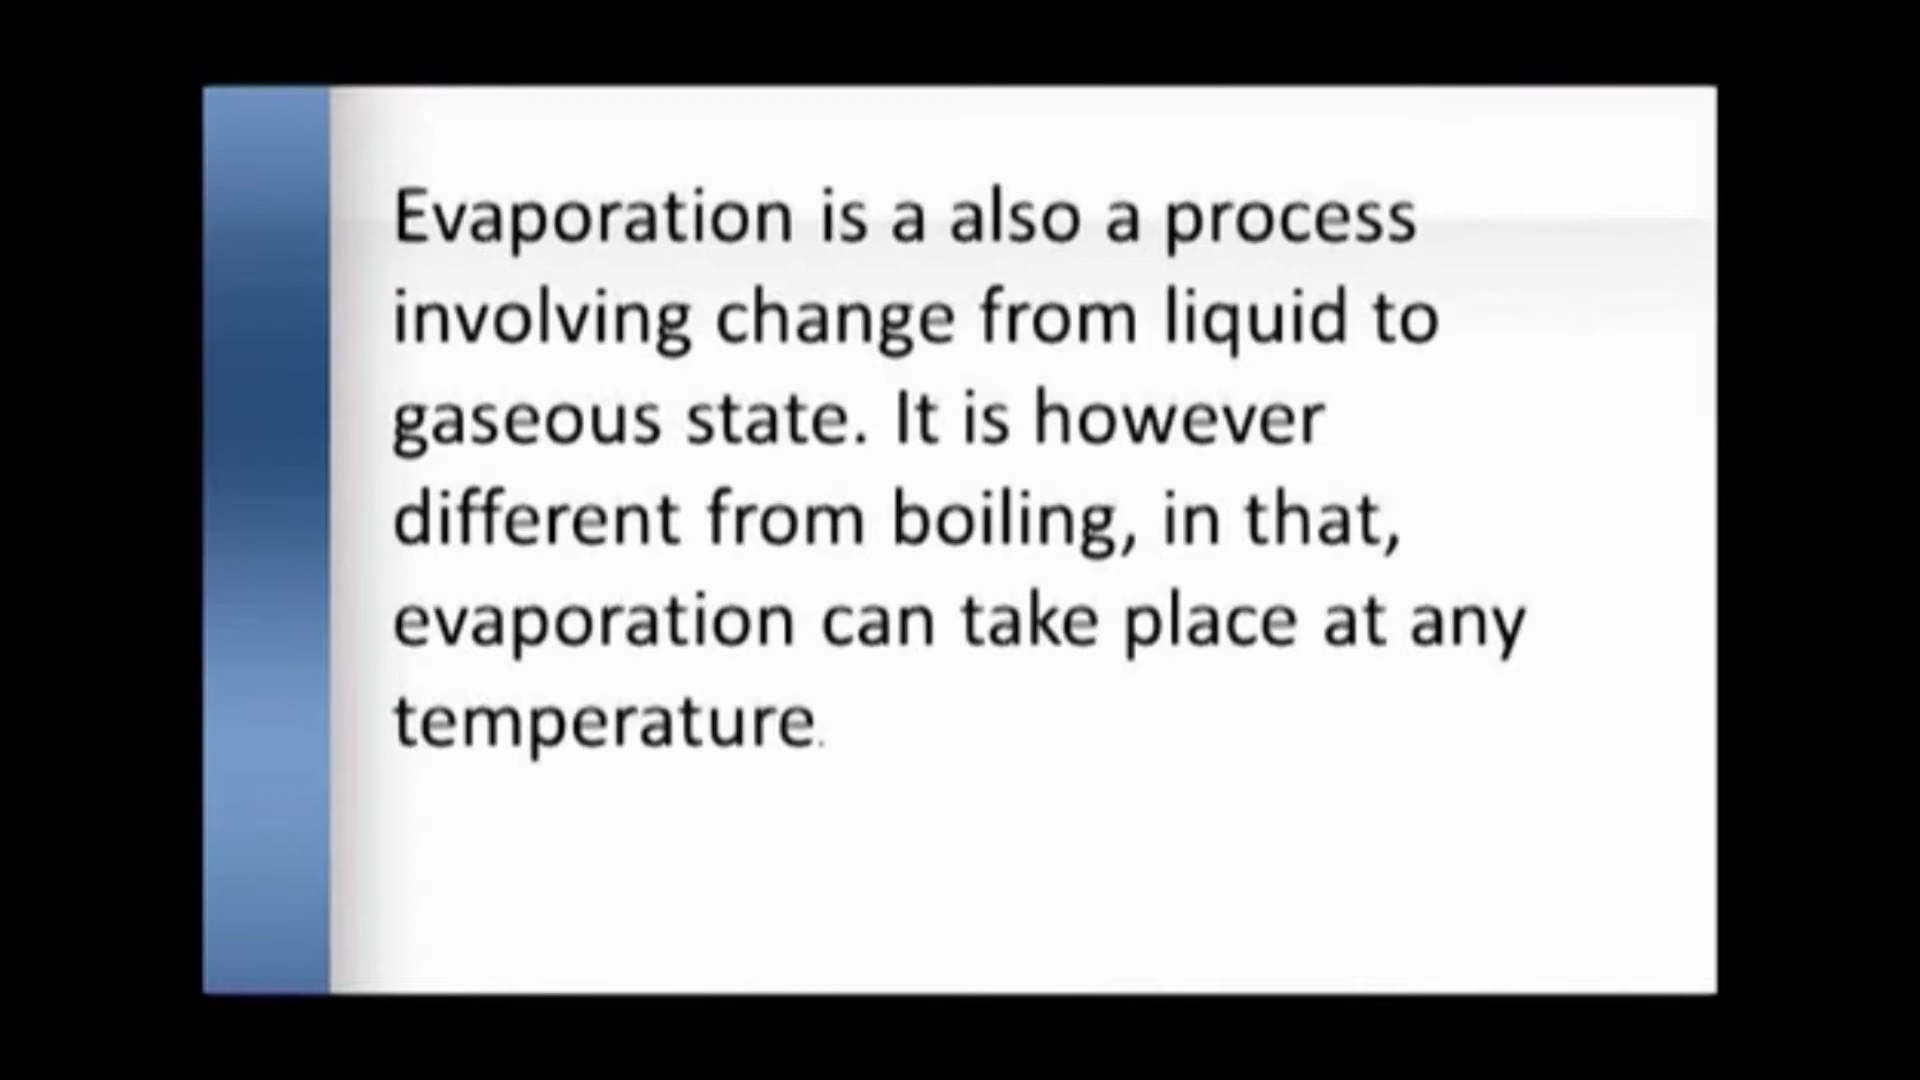 Evaporation is a also a process
involving change from liquid to
gaseous state. It is however
different from boiling, in that,
evaporation can take place at any
temperature.